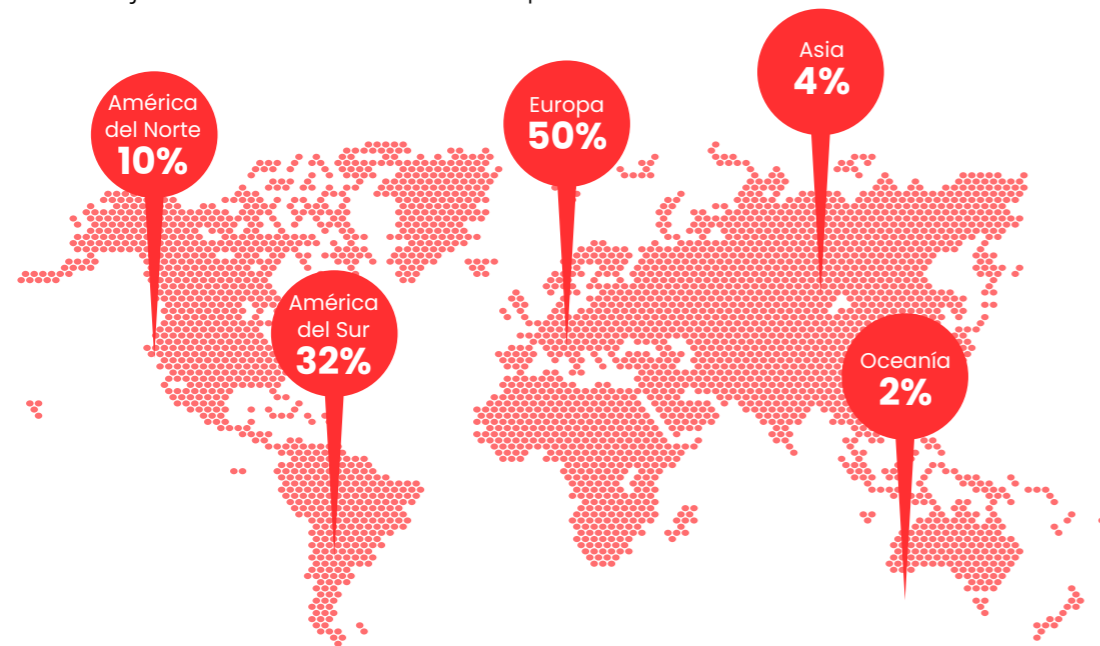 América
del Norte
10%
Europa
50%
Asia
4%
América
del Sur
32%
Oceanía
2%